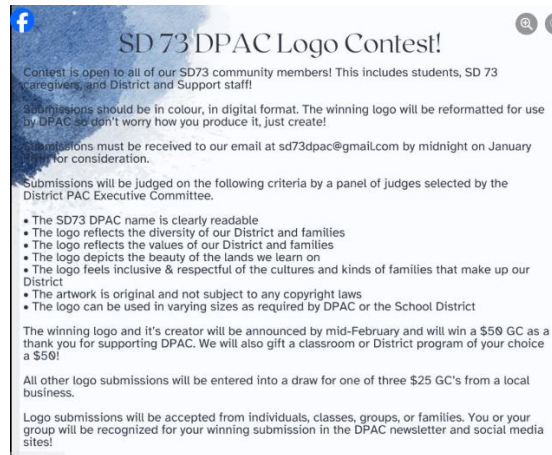 SD 73 DPAC Logo Contest!
Contest is open to all of our SD73 community members! This includes students, SD 73
caregivers, and District and Support staff!
Submissions should be in colour, in digital format. The winning logo will be reformatted for use
by DPAC so don't worry how you produce it, just create!
Submissions must be received to our email at sd73dpac@gmail.com by midnight on January
for consideration.
Submissions will be judged on the following criteria by a panel of judges selected by the
District PAC Executive Committee.
• The SD73 DPAC name is clearly readable
• The logo reflects the diversity of our District and families
• The logo reflects the values of our District and families
• The logo depicts the beauty of the lands we learn on
• The logo feels inclusive & respectful of the cultures and kinds of families that make up our
District
• The artwork is original and not subject to any copyright laws
• The logo can be used in varying sizes as required by DPAC or the School District
The winning logo and it's creator will be announced by mid-February and will win a $50 GC as a
thank you for supporting DPAC. We will also gift a classroom or District program of your choice
a $50!
All other logo submissions will be entered into a draw for one of three $25 GC's from a local
business.
Logo submissions will be accepted from individuals, classes, groups, or families. You or your
group will be recognized for your winning submission in the DPAC newsletter and social media
sites!